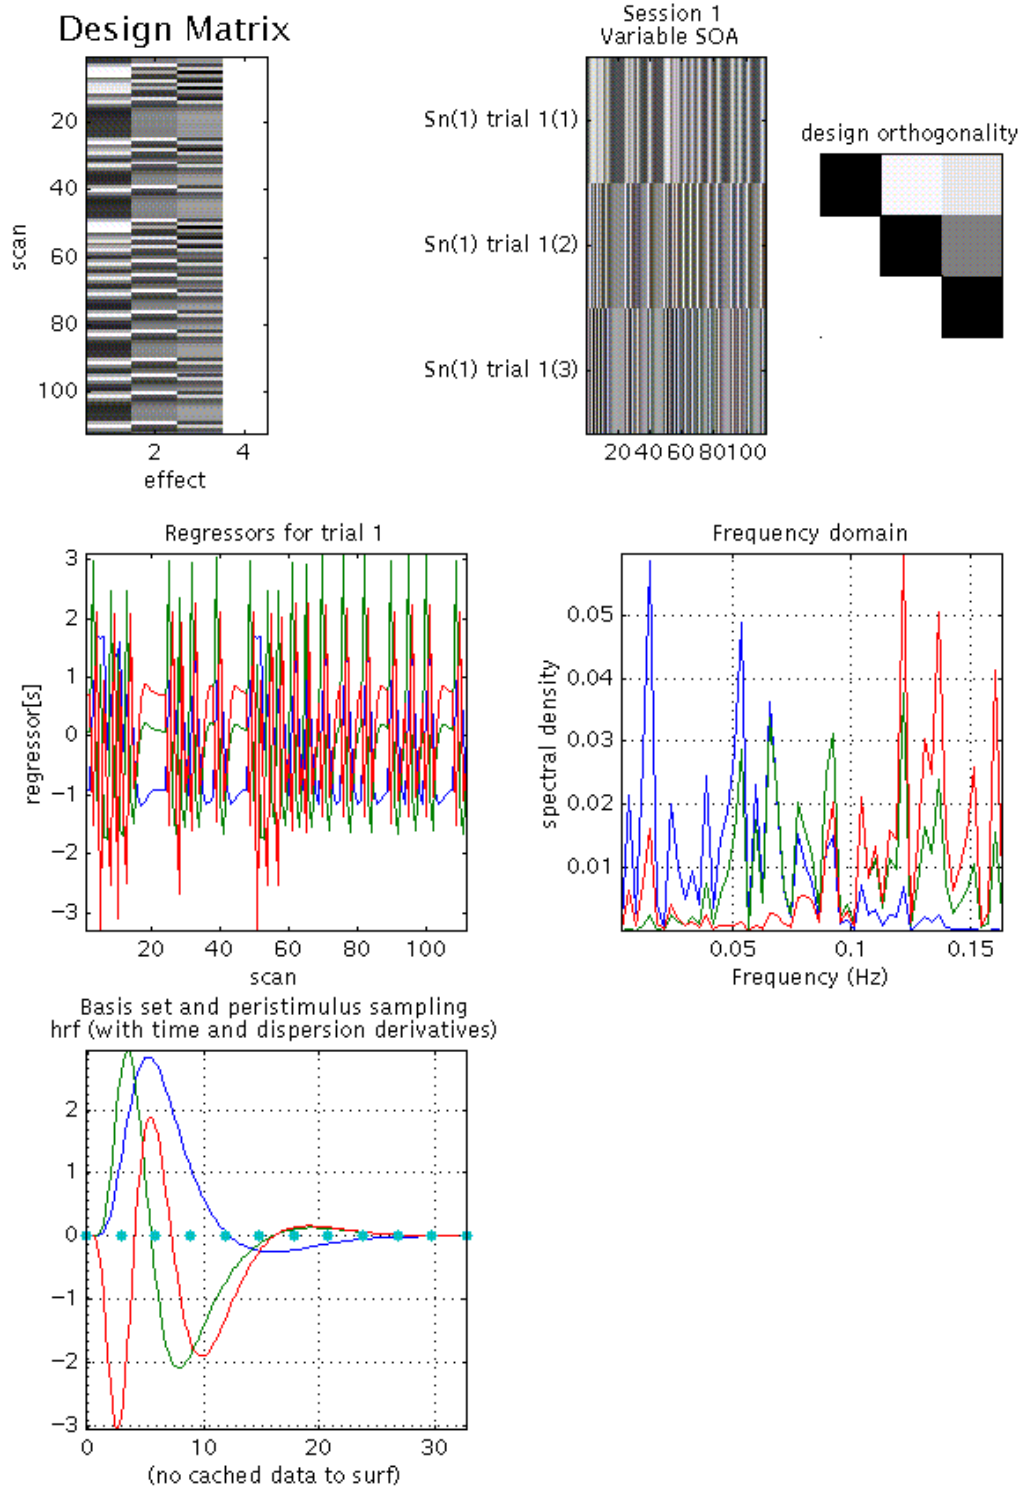 Design Matrix
20
40
60
80
100
scan
2 4
effect
Session 1
Variable SOA
Sn(1) trial 1(1)
Sn(1) trial 1(2)
Sn(1) trial 1(3)
20 40 60 80 100
design orthogonality
Regressors for trial 1
3
2
1
0
−1
−2
−3
regressor[s]
20 40 60 80 100
scan
Frequency domain
0.05
0.04
0.03
0.02
0.01
spectral density
0.05 0.1 0.15
Frequency (Hz)
Basis set and peristimulus sampling
hrf (with time and dispersion derivatives)
2
1
0
−1
−2
−3
0 10 20 30
(no cached data to surf)